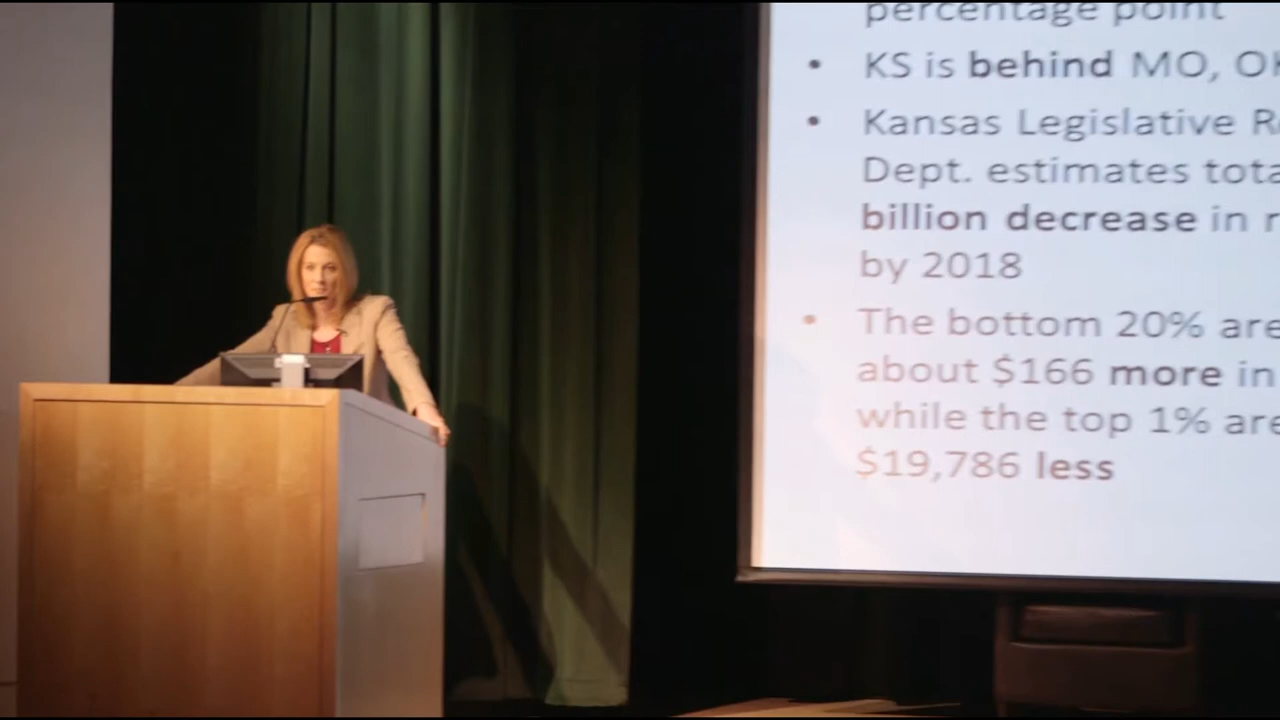 percentage point
• KS is behind MO,
• Kansas Legislative
Dept. estimates
billion decrease in
by 2018
• The bottom 20% are
about $166 more in
while the top 1% are
$19,786 less